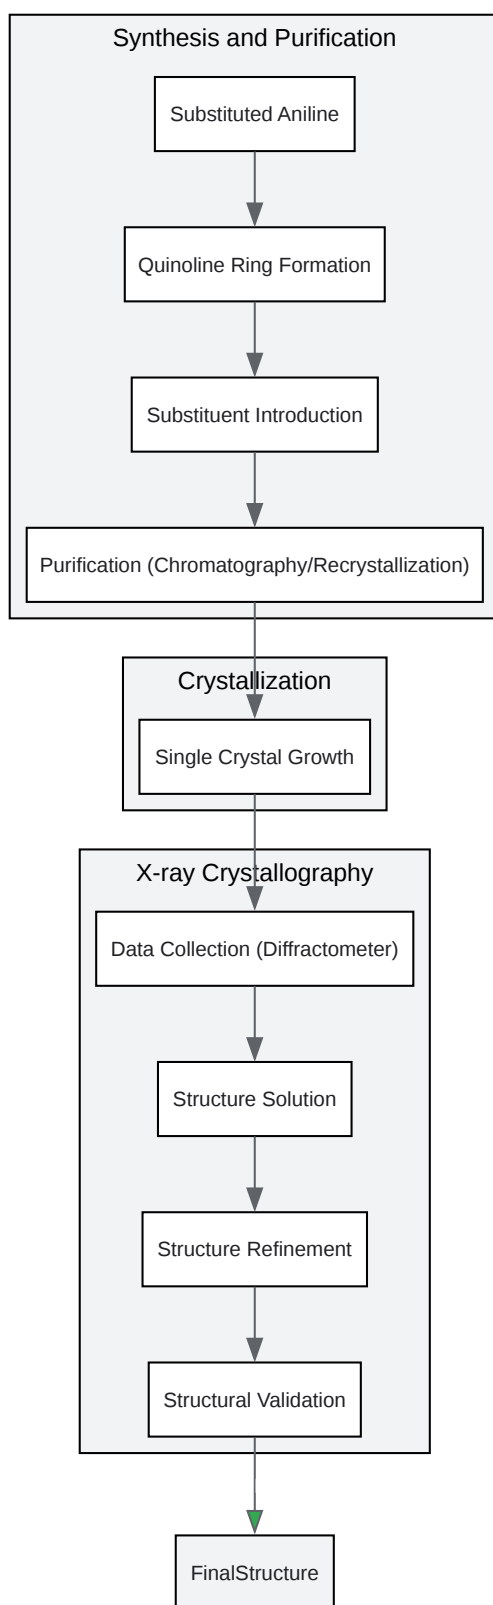 Synthesis and Purification
Substituted Aniline
Quinoline Ring Formation
Substituent Introduction
Purification (Chromatography/Recrystallization)
Crystallization
Single Crystal Growth
X-ray Crystallography
Data Collection (Diffractometer)
Structure Solution
Structure Refinement
Structural Validation
FinalStructure